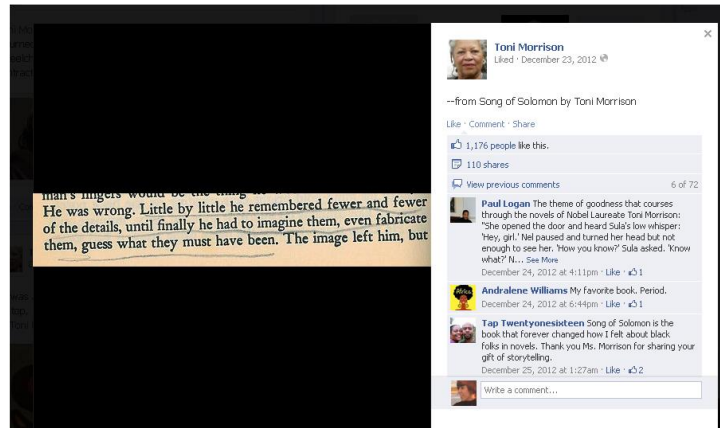 man's fingers would be the thing he
He was wrong. Little by little he remembered fewer and fewer
of the details, until finally he had to imagine them, even fabricate
them, guess what they must have been. The image left him, but
Toni Morrison
Liked · December 23, 2012
--from Song of Solomon by Toni Morrison
Like · Comment · Share
1,176 people like this.
110 shares
View previous comments 6 of 72
Paul Logan The theme of goodness that courses
through the novels of Nobel Laureate Toni Morrison:
"She opened the door and heard Sula's low whisper:
'Hey, girl.' Nel paused and turned her head but not
enough to see her. 'How you know?' Sula asked. 'Know
what?' N... See More
December 24, 2012 at 4:11pm · Like · 1
Andralene Williams My favorite book. Period.
December 24, 2012 at 6:44pm · Like · 1
Tap Twentyonesixteen Song of Solomon is the
book that forever changed how I felt about black
folks in novels. Thank you Ms. Morrison for sharing your
gift of storytelling.
December 25, 2012 at 1:27am · Like · 2
Write a comment...